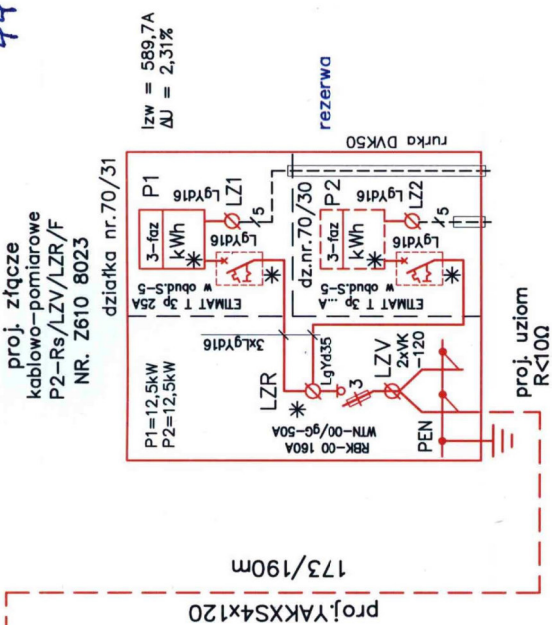 44
proj. złącze
kablowo-pomiarowe
P2-Rs/LZV/LZR/F
NR. Z610 8023
działka nr.70/31
Izw = 589,7A
ΔU = 2,31%
P1
3-faz
kWh
LgYd16
LZ1
5
LgYd16
ETIMAT T 3p 25A
w obud.S-5
rezerwa
rurka DVK50
dz.nr.70/30
P2
3-faz
kWh
LgYd16
LZ2
5
LgYd16
ETIMAT T 3p ...A
w obud.S-5
P1=12,5kW
P2=12,5kW
3xLgYd16
LZR
LgYd35
RBK-00 160A
WTN-00/gG-50A
3
LZV
2xVK
-120
PEN
proj. uziom
R<10Ω
173/190m
proj.YAKXS4x120